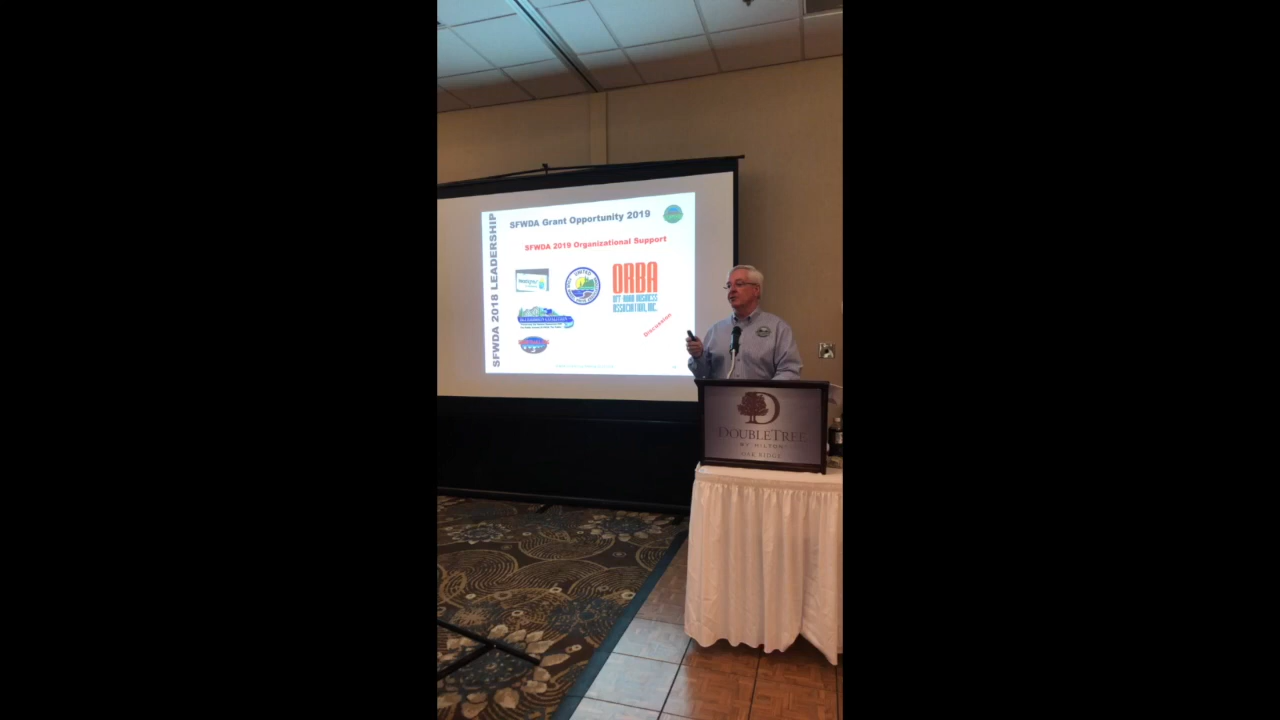 SFWDA 2018 LEADERSHIP
SFWDA Grant Opportunity 2019
SFWDA 2019 Organizational Support
UNITED
ORBA
OFF-ROAD BUSINESS
ASSOCIATION, INC.
Discussion
DOUBLETREE
BY HILTON
OAK RIDGE